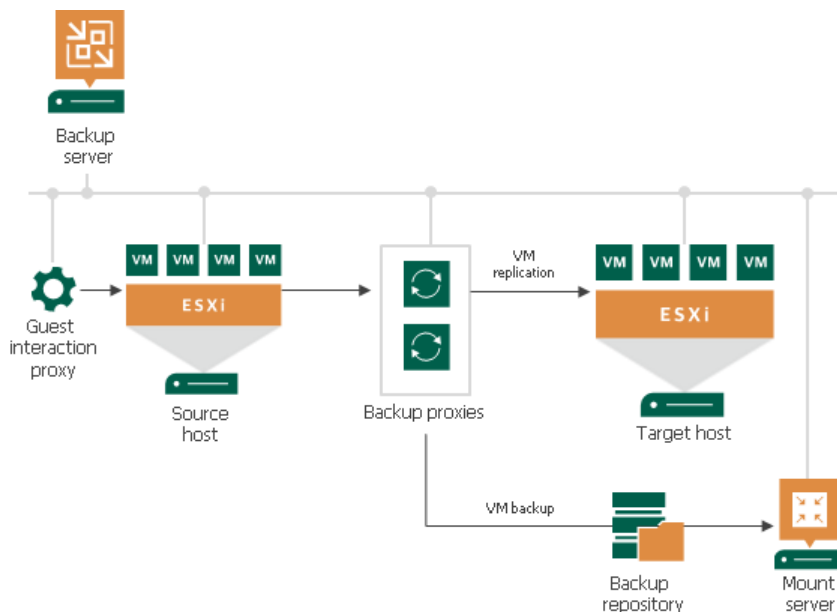 Backup
server
VM VM VM VM
ESXi
Guest
interaction
proxy
Source
host
Backup proxies
VM
replication
VM VM VM VM
ESXi
Target host
VM backup
Backup
repository
Mount
server